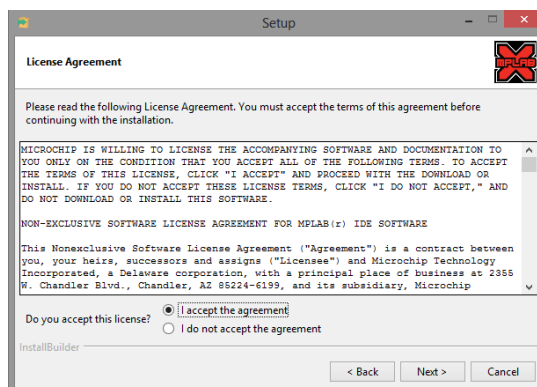 Setup
License Agreement
MPLAB
X
Please read the following License Agreement. You must accept the terms of this agreement before
continuing with the installation.
MICROCHIP IS WILLING TO LICENSE THE ACCOMPANYING SOFTWARE AND DOCUMENTATION TO
YOU ONLY ON THE CONDITION THAT YOU ACCEPT ALL OF THE FOLLOWING TERMS. TO ACCEPT
THE TERMS OF THIS LICENSE, CLICK "I ACCEPT" AND PROCEED WITH THE DOWNLOAD OR
INSTALL. IF YOU DO NOT ACCEPT THESE LICENSE TERMS, CLICK "I DO NOT ACCEPT," AND
DO NOT DOWNLOAD OR INSTALL THIS SOFTWARE.
NON-EXCLUSIVE SOFTWARE LICENSE AGREEMENT FOR MPLAB(r) IDE SOFTWARE
This Nonexclusive Software License Agreement ("Agreement") is a contract between
you, your heirs, successors and assigns ("Licensee") and Microchip Technology
Incorporated, a Delaware corporation, with a principal place of business at 2355
W. Chandler Blvd., Chandler, AZ 85224-6199, and its subsidiary, Microchip
Do you accept this license?
I accept the agreement
I do not accept the agreement
InstallBuilder
< Back
Next >
Cancel